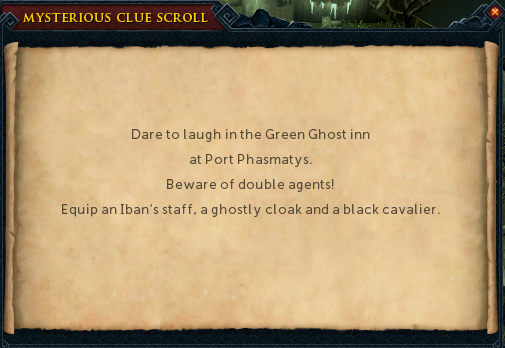 MYSTERIOUS CLUE SCROLL
Dare to laugh in the Green Ghost inn
at Port Phasmatys.
Beware of double agents!
Equip an Iban's staff, a ghostly cloak and a black cavalier.